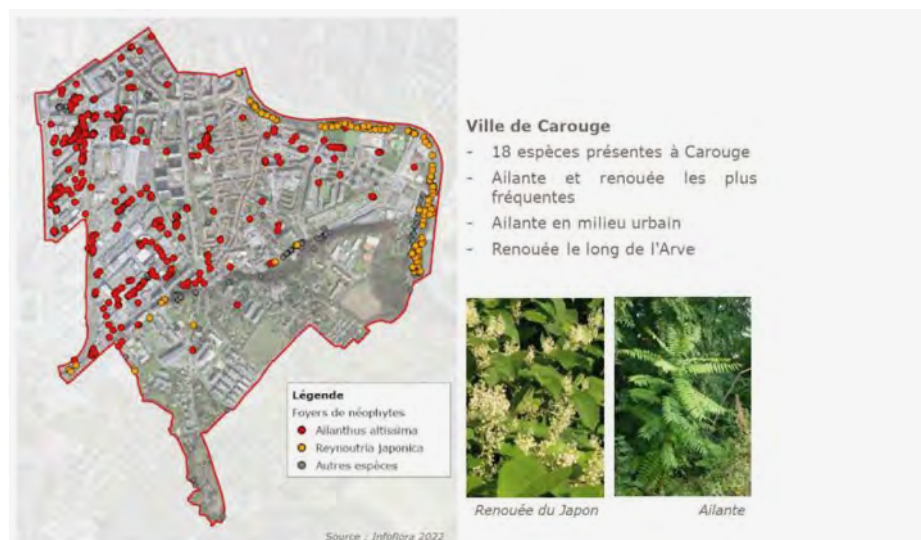 Ville de Carouge
- 18 espèces présentes à Carouge
- Ailante et renouée les plus
fréquentes
- Ailante en milieu urbain
- Renouée le long de l'Arve
Légende
Foyers de néophytes
Ailanthus altissima
Reynoutria japonica
Autres espèces
Source : Infoflora 2022
Renouée du Japon
Ailante